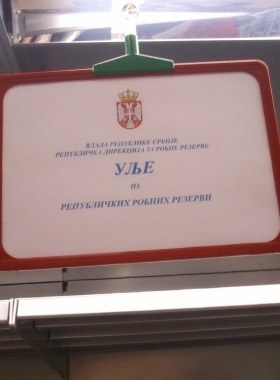 ВЛАДА РЕПУБЛИКЕ СРБИЈЕ
РЕПУБЛИЧКА ДИРЕКЦИЈА ЗА РОБНЕ РЕЗЕРВЕ
УЉЕ
ИЗ
РЕПУБЛИЧКИХ РОБНИХ РЕЗЕРВИ